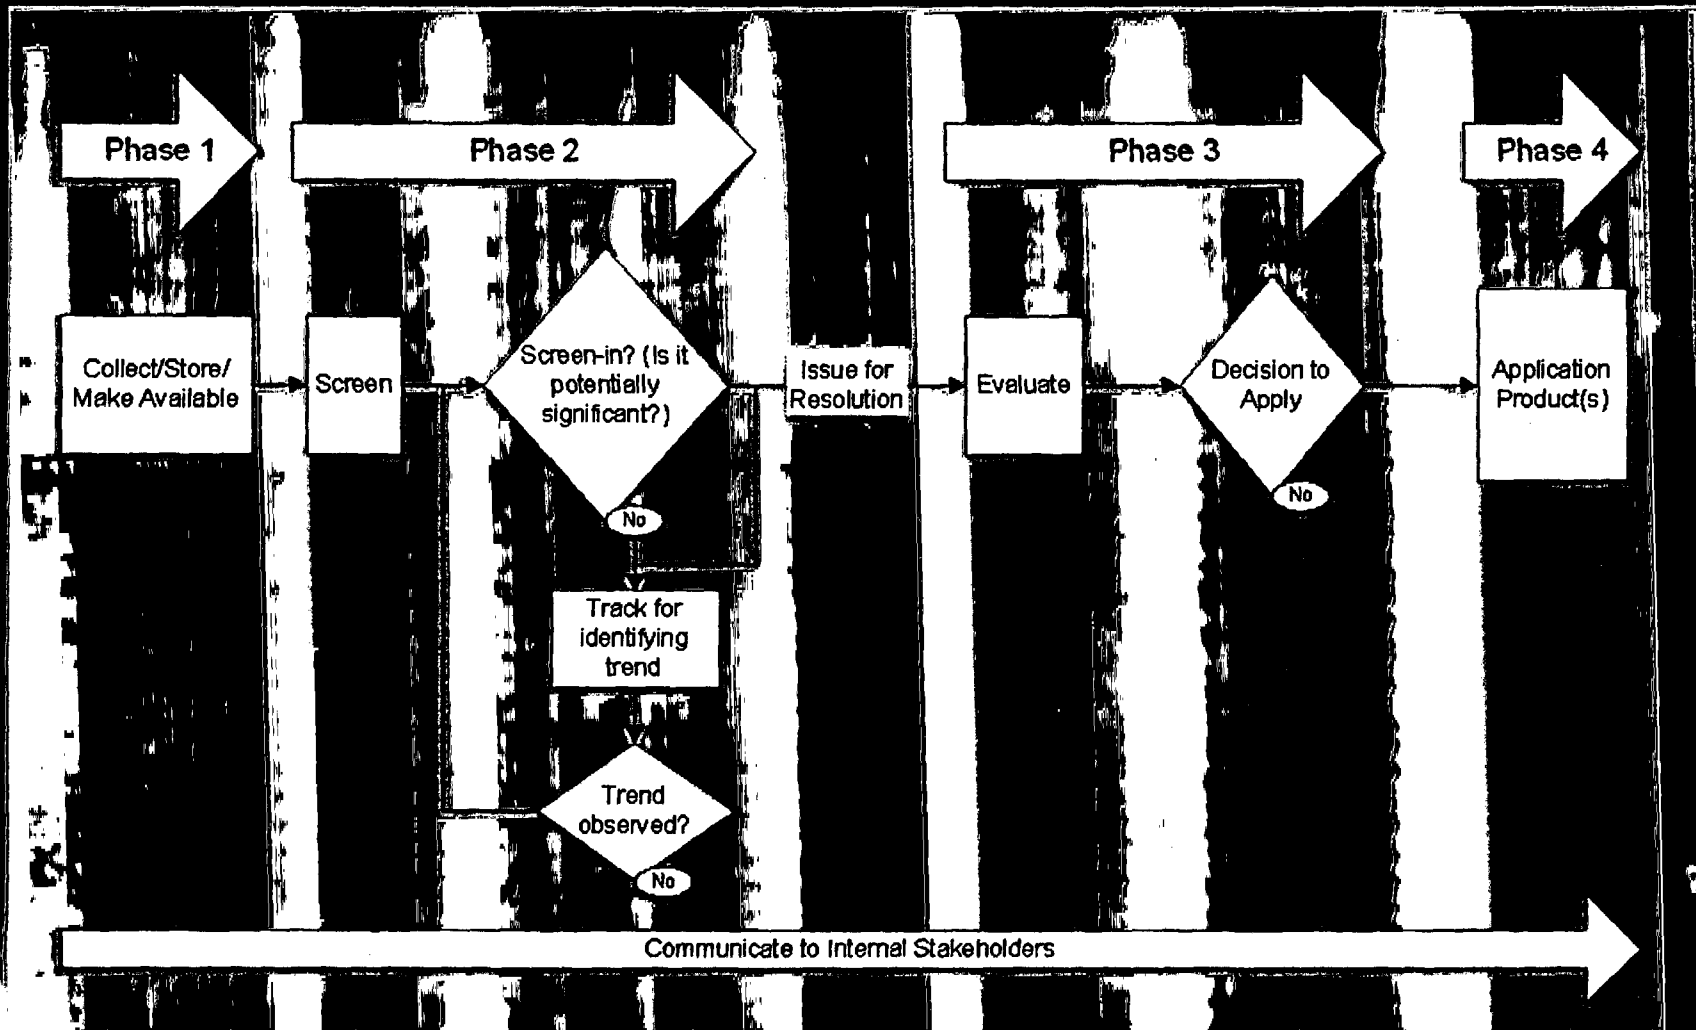 Phase 1
Phase 2
Phase 3
Phase 4
Collect/Store/
Make Available
Screen
Screen-in? (Is it
potentially
significant?)
Issue for
Resolution
Evaluate
Decision to
Apply
Application
Product(s)
No
No
Track for
identifying
trend
Trend
observed?
No
Communicate to Internal Stakeholders